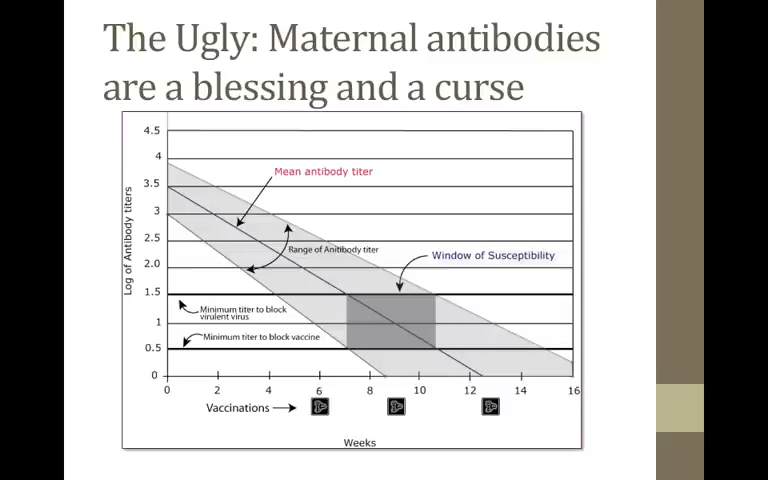 The Ugly: Maternal antibodies
are a blessing and a curse
4.5
4
3.5
3
2.5
2.0
1.5
1
0.5
0
Log of Antibody titers
Mean antibody titer
Range of Anitibody titer
Window of Susceptibility
Minimum titer to block
virulent virus
Minimum titer to block vaccine
0 2 4 6 8 10 12 14 16
Vaccinations
Weeks